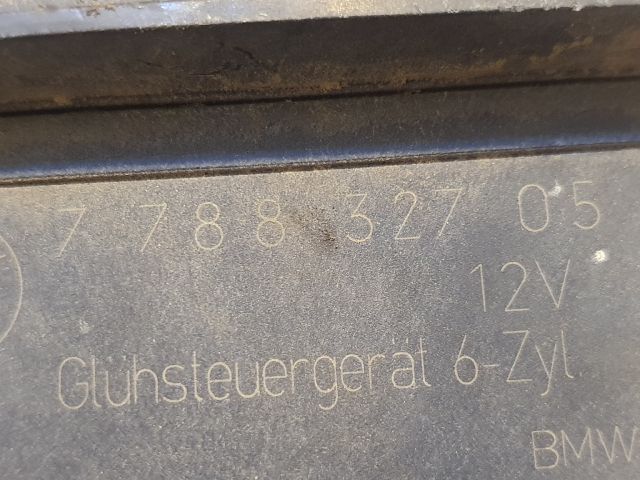 7 788 327 05
12V
Glühsteuergerät 6-Zyl
BMW